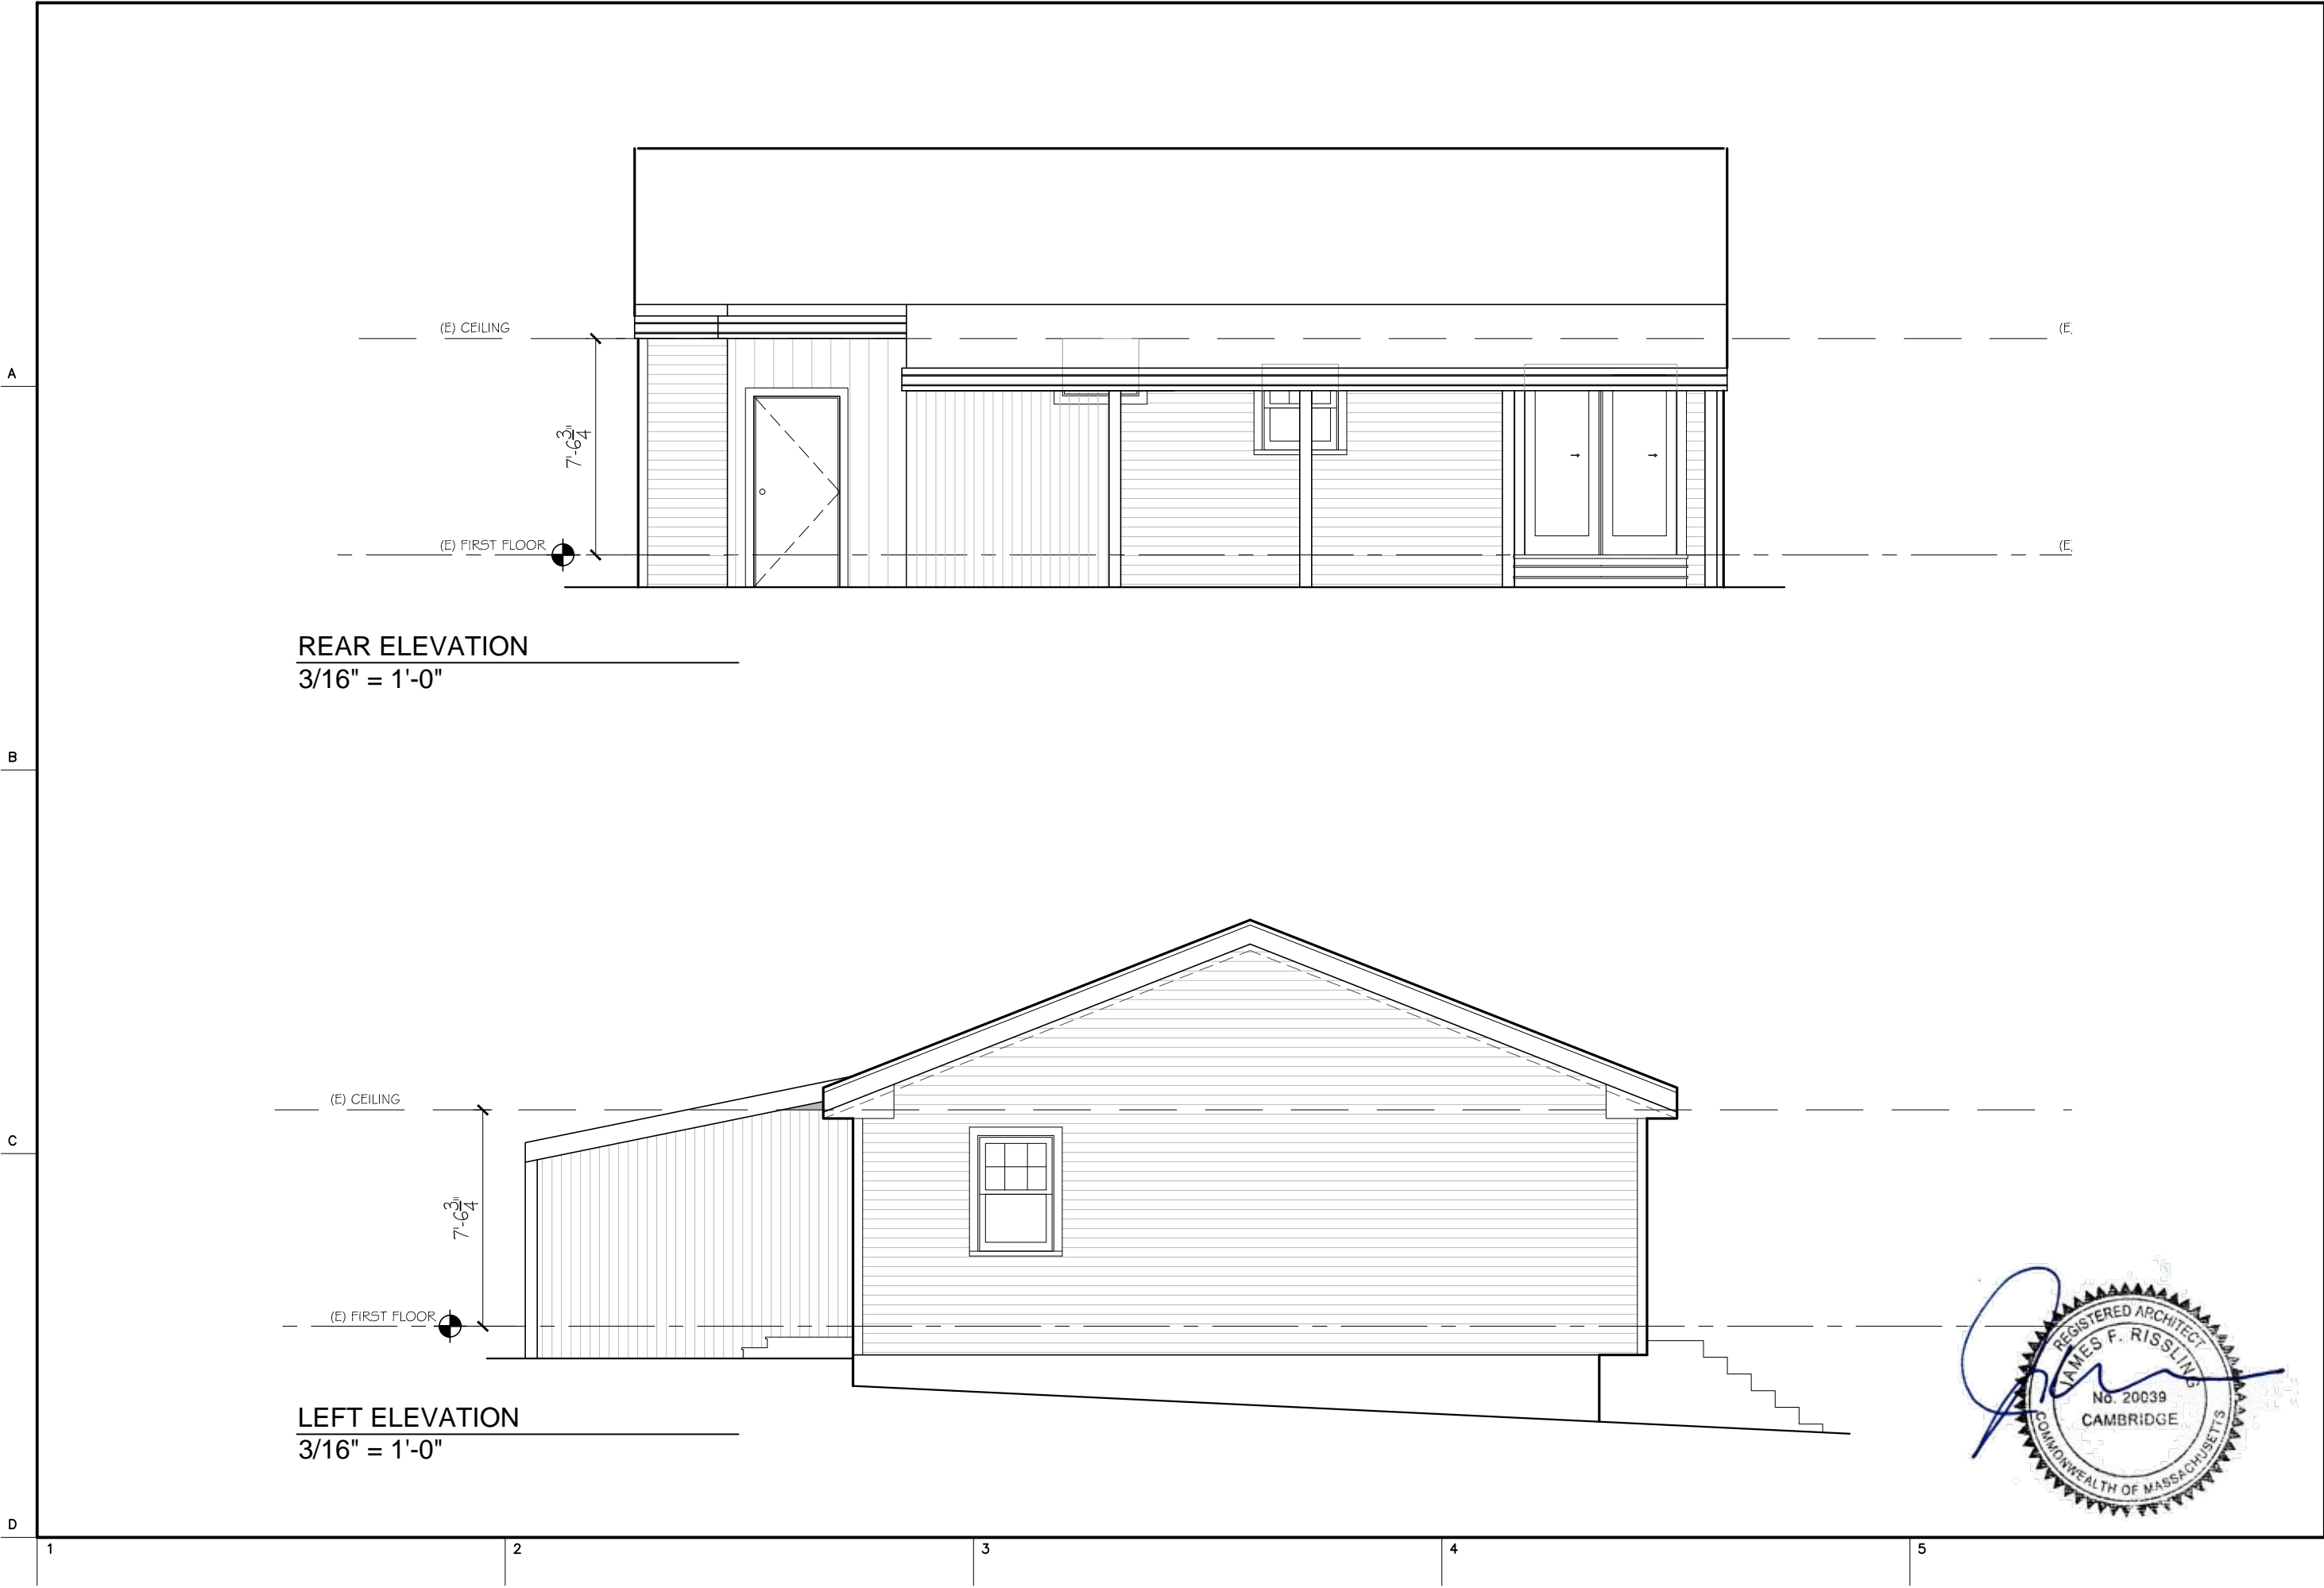 (E) CEILING
(E
A
7'-6 3/4"
(E) FIRST FLOOR
(E
REAR ELEVATION
3/16" = 1'-0"
B
(E) CEILING
C
7'-6 3/4"
(E) FIRST FLOOR
LEFT ELEVATION
3/16" = 1'-0"
REGISTERED ARCHITECT
JAMES F. RISSLING
No. 20039
CAMBRIDGE
COMMONWEALTH OF MASSACHUSETTS
D
1 2 3 4 5